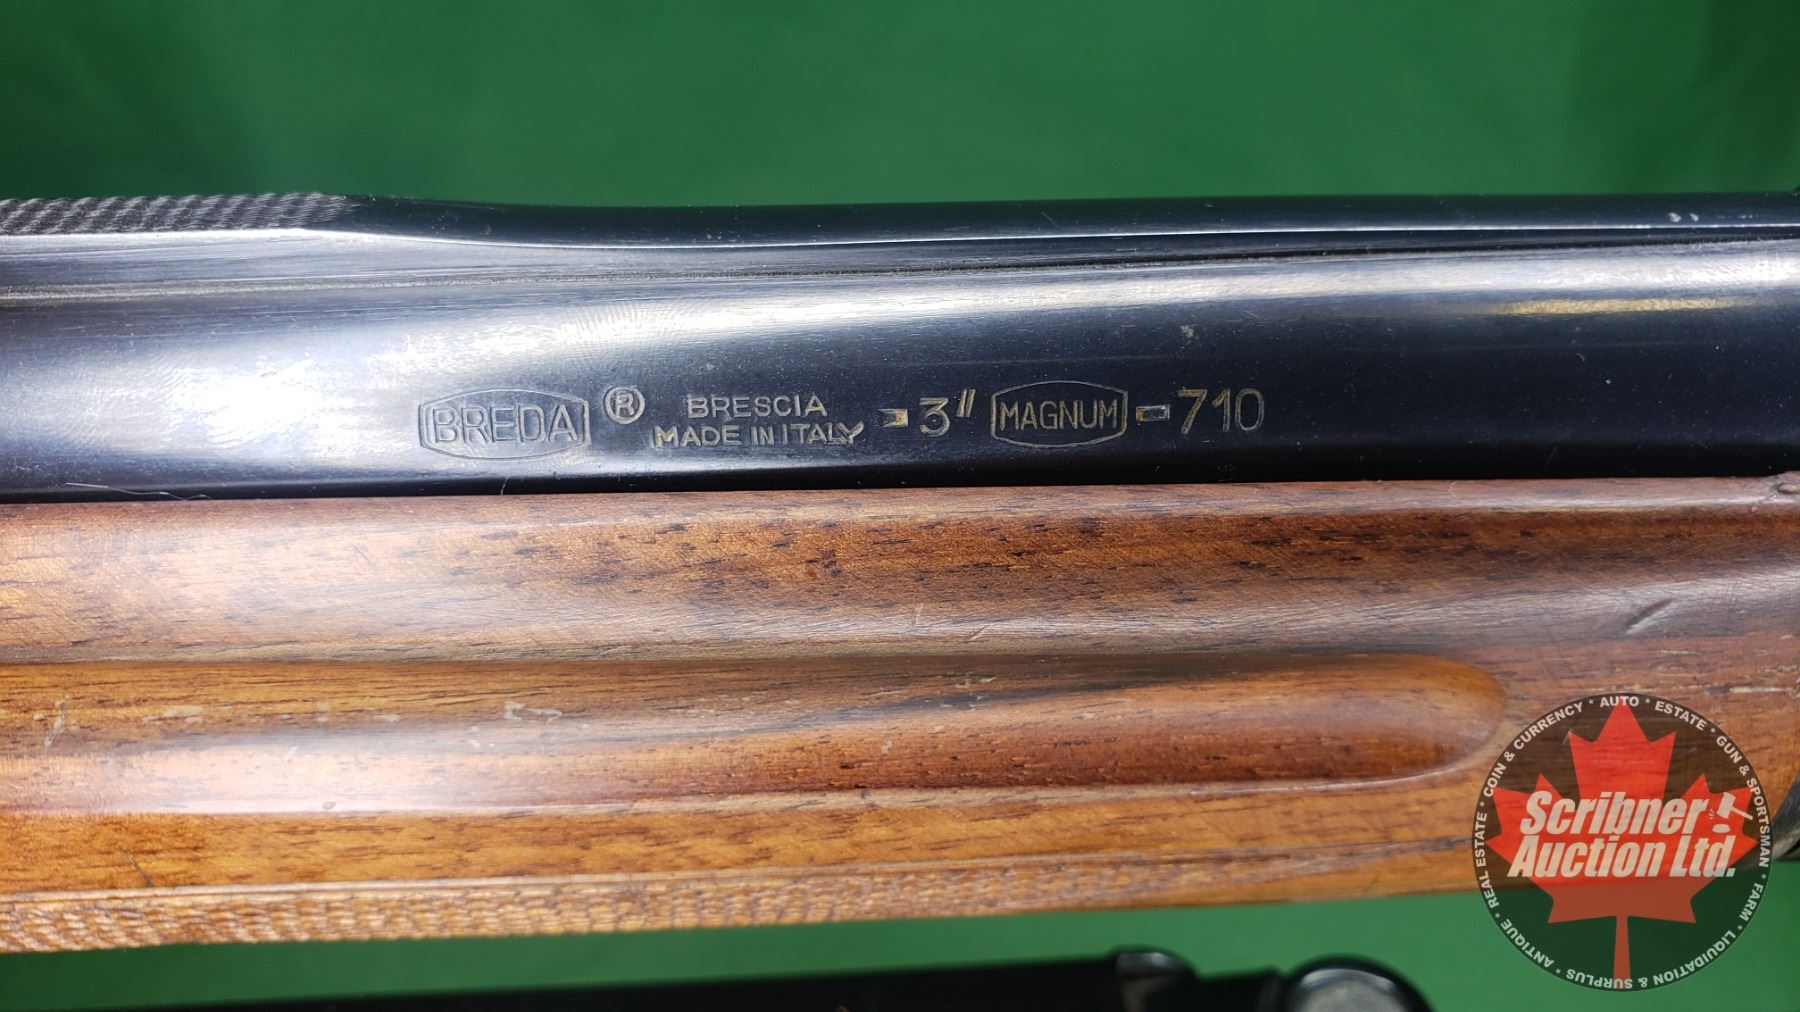 BREDA ® BRESCIA - 3" MAGNUM - 710
MADE IN ITALY
Scribner
Auction Ltd.
* AUTO * ESTATE * GUN & SPORTSMAN * FARM * LIQUIDATION & SURPLUS * ANTIQUE * REAL ESTATE * COIN & CURRENCY